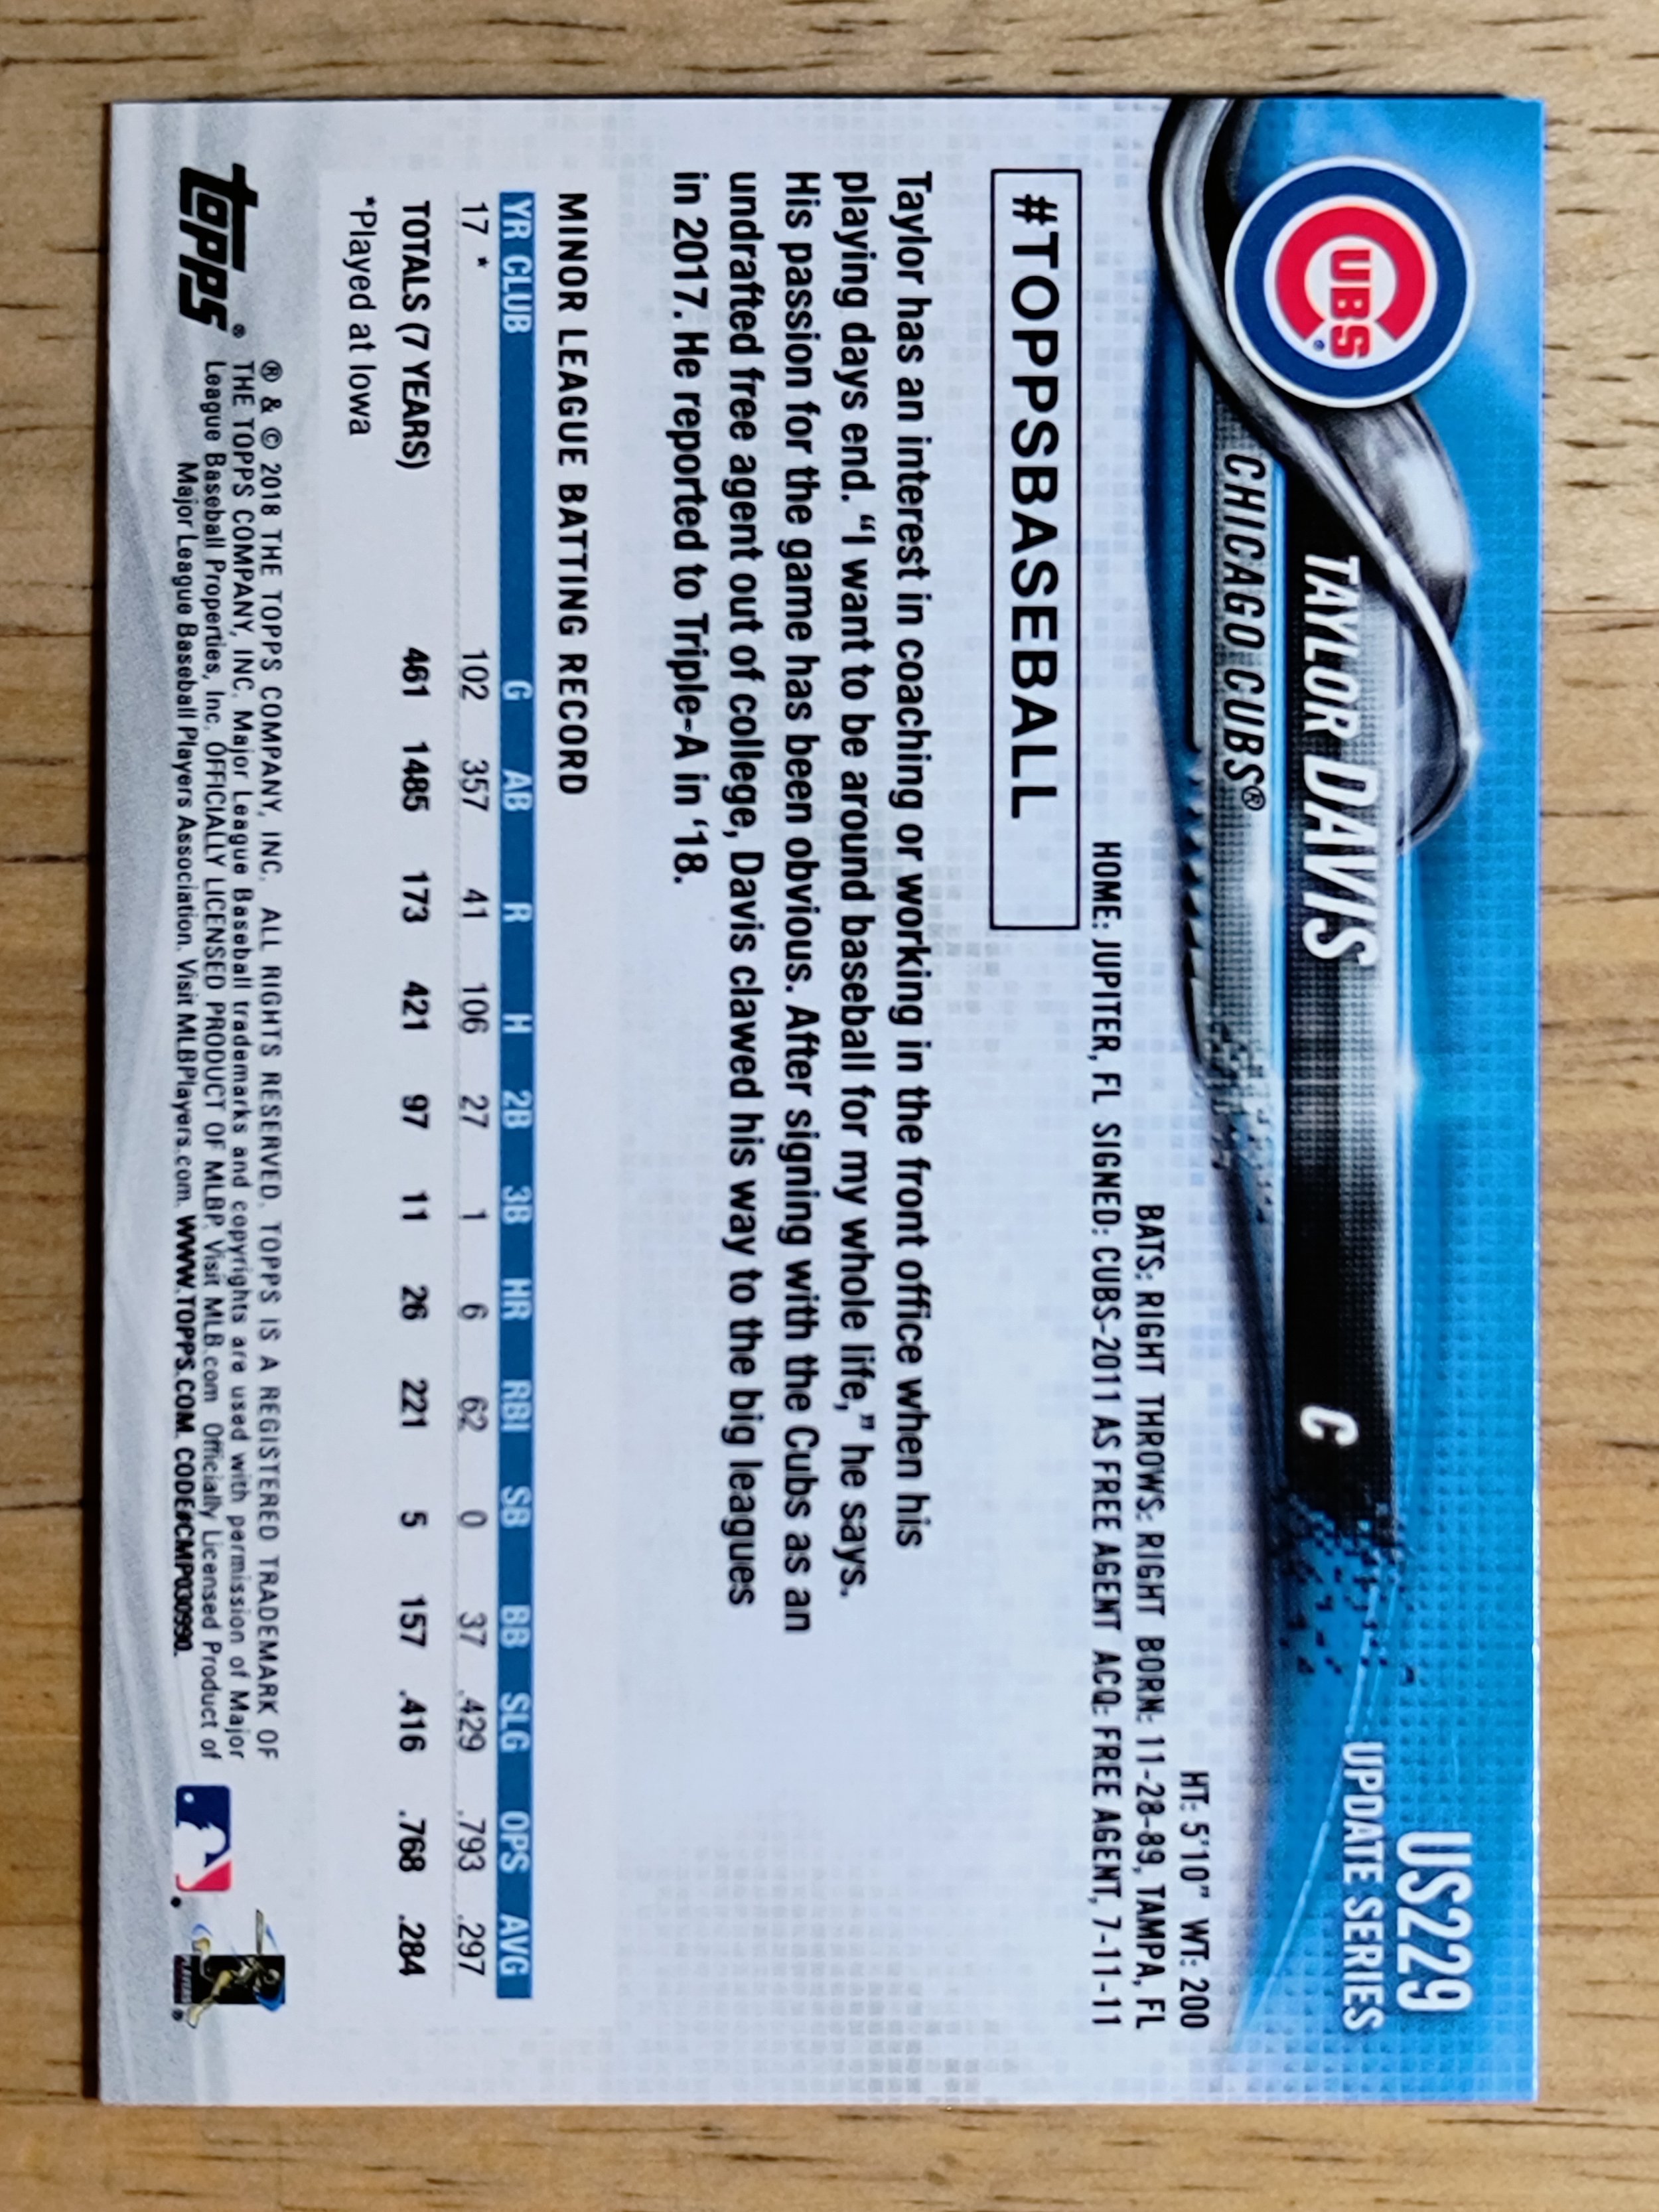 US229
UPDATE SERIES
CUBS®
TAYLOR DAVIS C
CHICAGO CUBS®
HT: 5'10" WT: 200
BATS: RIGHT THROWS: RIGHT BORN: 11-28-89, TAMPA, FL
HOME: JUPITER, FL SIGNED: CUBS-2011 AS FREE AGENT ACQ: FREE AGENT, 7-11-11
#TOPPSBASEBALL
Taylor has an interest in coaching or working in the front office when his
playing days end. “I want to be around baseball for my whole life,” he says.
His passion for the game has been obvious. After signing with the Cubs as an
undrafted free agent out of college, Davis clawed his way to the big leagues
in 2017. He reported to Triple-A in ‘18.
MINOR LEAGUE BATTING RECORD
YR CLUB G AB R H 2B 3B HR RBI SB BB SLG OPS AVG
17 * 102 357 41 106 27 1 6 62 0 37 .429 .793 .297
TOTALS (7 YEARS) 461 1485 173 421 97 11 26 221 5 157 .416 .768 .284
*Played at Iowa
topps®
® & © 2018 THE TOPPS COMPANY, INC. ALL RIGHTS RESERVED. TOPPS IS A REGISTERED TRADEMARK OF
THE TOPPS COMPANY, INC. Major League Baseball trademarks and copyrights are used with permission of Major
League Baseball Properties, Inc. OFFICIALLY LICENSED PRODUCT OF MLBP. Visit MLB.com Officially Licensed Product of
Major League Baseball Players Association. Visit MLBPlayers.com. WWW.TOPPS.COM. CODE#CMP030990.
PLAYERS